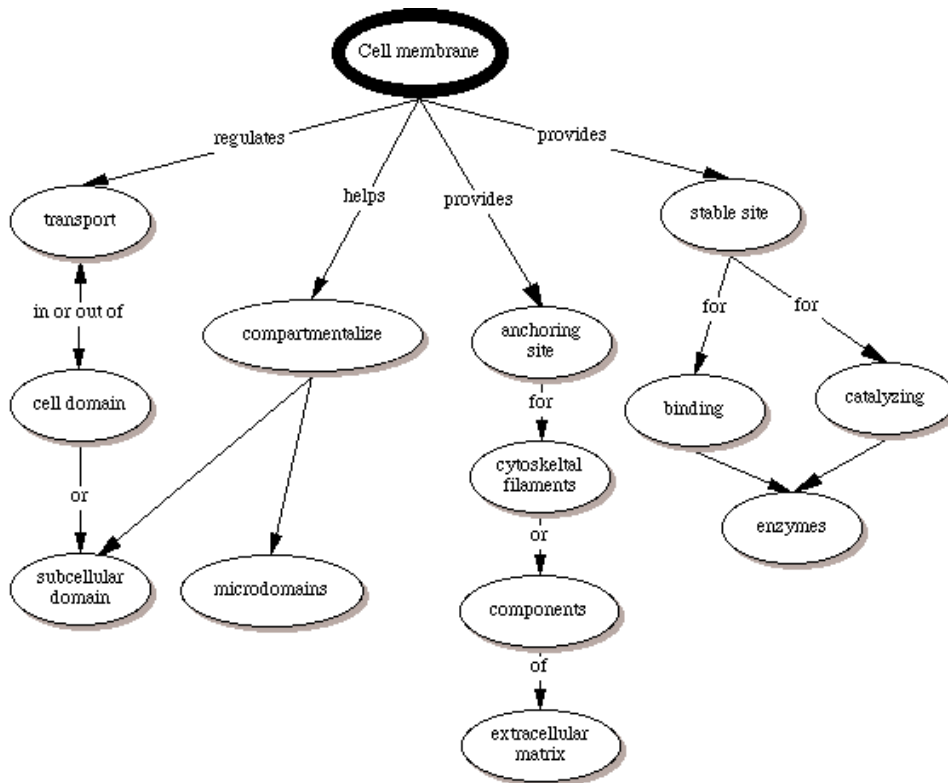 Cell membrane
regulates
provides
helps
provides
transport
stable site
in or out of
for
for
compartmentalize
anchoring
site
cell domain
for
binding
catalyzing
or
cytoskeltal
filaments
or
enzymes
subcellular
domain
microdomains
components
of
extracellular
matrix